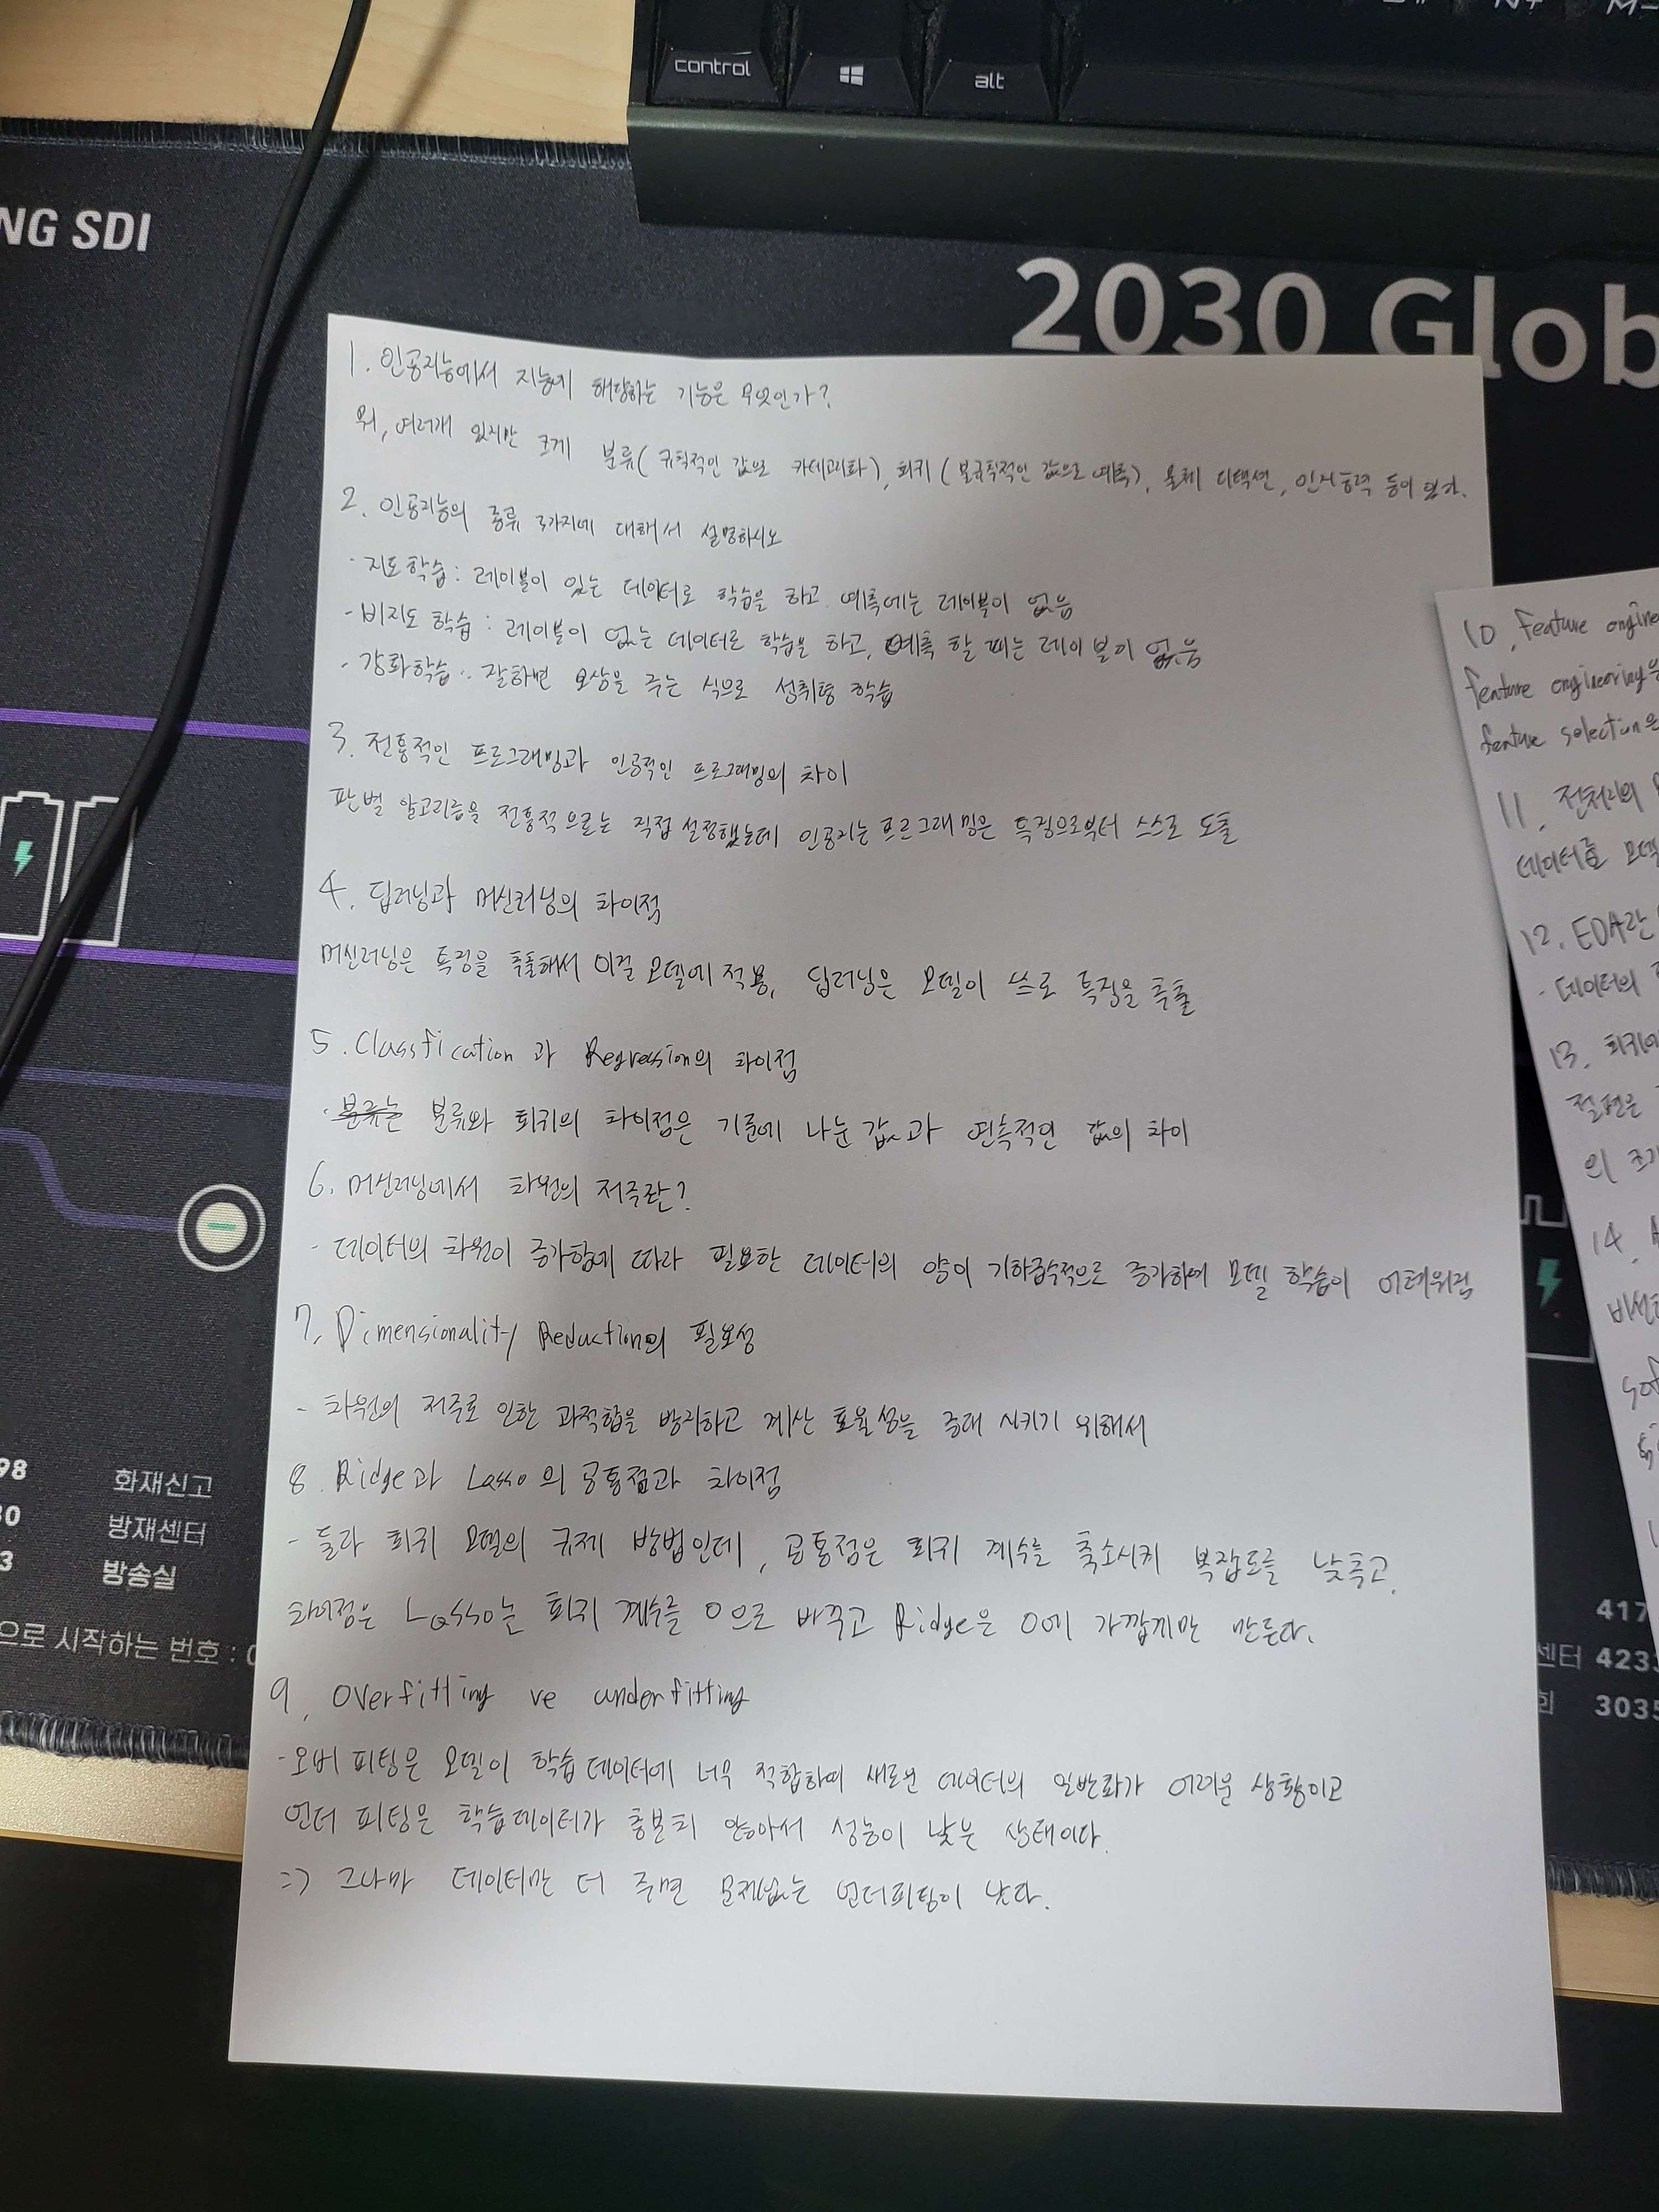 control
alt
NG SDI
2030 Glob
1. 인공지능에서 지능에 해당하는 기능은 무엇인가?
뭐, 여러개 있지만 크게 분류(규칙적인 값으로 카테고리화), 회귀(불규칙적인 값으로 예측), 물체 디텍션, 인사능력 등이 있다.
2. 인공지능의 종류 3가지에 대해서 설명하시오
- 지도학습: 레이블이 있는 데이터로 학습을 하고 예측에는 레이블이 없음
- 비지도 학습: 레이블이 없는 데이터로 학습을 하고, 예측 할 때는 레이블이 없음
- 강화학습: 잘하면 보상을 주는 식으로 성취형 학습
3. 전통적인 프로그래밍과 인공적인 프로그래밍의 차이
판별 알고리즘을 전통적으로는 직접 설정했는데 인공지능 프로그래밍은 특징으로부터 스스로 도출
4. 딥러닝과 머신러닝의 차이점
머신러닝은 특징을 추출해서 이걸 모델에 적용, 딥러닝은 모델이 스스로 특징을 추출
5. Classfication과 Regression의 차이점
- 분류와 회귀의 차이점은 기준에 나눈 값과 연속적인 값의 차이
6. 머신러닝에서 차원의 저주란?
- 데이터의 차원이 증가함에 따라 필요한 데이터의 양이 기하급수적으로 증가하여 모델 학습이 어려워짐
7. Dimensionality Reduction의 필요성
- 차원의 저주로 인한 과적합을 방지하고 계산 효율성을 증대 시키기 위해서
8. Ridge과 Lasso의 공통점과 차이점
- 둘다 회귀 모델의 규제 방법인데, 공통점은 회귀 계수를 축소시켜 복잡도를 낮추고,
차이점은 Lasso는 회귀 계수를 0으로 바꾸고 Ridge은 0에 가깝게만 만든다.
9. Overfitting vs underfitting
- 오버 피팅은 모델이 학습데이터에 너무 적합하여 새로운 데이터의 일반화가 어려운 상황이고
언더 피팅은 학습데이터가 충분치 않아서 성능이 낮은 상태이다.
=> 그나마 데이터만 더 주면 문제없는 언더피팅이 낫다.
10. feature engine
feature engineering은
feature selection은
11. 전처리의
데이터를 모델
12. EDA란
- 데이터의
13. 회귀
절편은
의 초기
14.
98 화재신고
30 방재센터
3 방송실
으로 시작하는 번호 :
417
센터 423
회 303